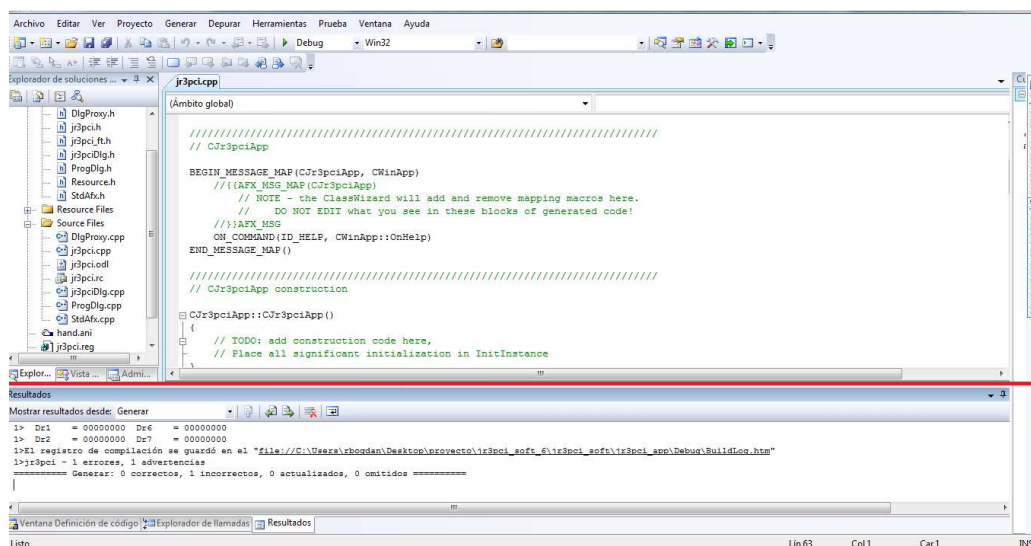 Archivo Editar Ver Proyecto Generar Depurar Herramientas Prueba Ventana Ayuda
Debug Win32
Explorador de soluciones ...
jr3pci.cpp
(Ámbito global)
DlgProxy.h
jr3pci.h
jr3pci_ft.h
jr3pciDlg.h
ProgDlg.h
Resource.h
StdAfx.h
Resource Files
Source Files
DlgProxy.cpp
jr3pci.cpp
jr3pci.odl
jr3pci.rc
jr3pciDlg.cpp
ProgDlg.cpp
StdAfx.cpp
hand.ani
jr3pci.reg
Explor... Vista ... Admi...
/////////////////////////////////////////////////////////////////////////////
// CJr3pciApp
BEGIN_MESSAGE_MAP(CJr3pciApp, CWinApp)
//{{AFX_MSG_MAP(CJr3pciApp)
// NOTE - the ClassWizard will add and remove mapping macros here.
// DO NOT EDIT what you see in these blocks of generated code!
//}}AFX_MSG
ON_COMMAND(ID_HELP, CWinApp::OnHelp)
END_MESSAGE_MAP()
/////////////////////////////////////////////////////////////////////////////
// CJr3pciApp construction
CJr3pciApp::CJr3pciApp()
{
// TODO: add construction code here,
// Place all significant initialization in InitInstance
Resultados
Mostrar resultados desde: Generar
1> Dr1 = 00000000 Dr6 = 00000000
1> Dr2 = 00000000 Dr7 = 00000000
1>El registro de compilación se guardó en el "file://C:\Users\rbogdan\Desktop\proyecto\jr3pci_soft_6\jr3pci_soft\jr3pci_app\Debug\BuildLog.htm"
1>jr3pci - 1 errores, 1 advertencias
========== Generar: 0 correctos, 1 incorrectos, 0 actualizados, 0 omitidos ==========
Ventana Definición de código Explorador de llamadas Resultados
Listo Lín 63 Col 1 Car 1 INS